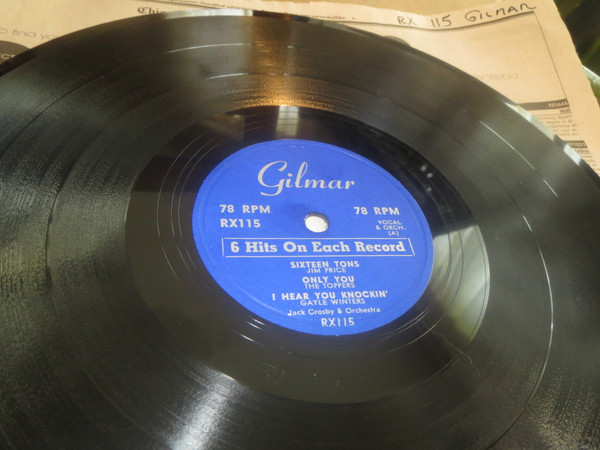 RX 115 GILMAR
Gilmar
78 RPM 78 RPM
RX115 VOCAL
& ORCH.
(A)
6 Hits On Each Record
SIXTEEN TONS
JIM PRICE
ONLY YOU
THE TOPPERS
I HEAR YOU KNOCKIN'
GAYLE WINTERS
Jack Crosby & Orchestra
RX115